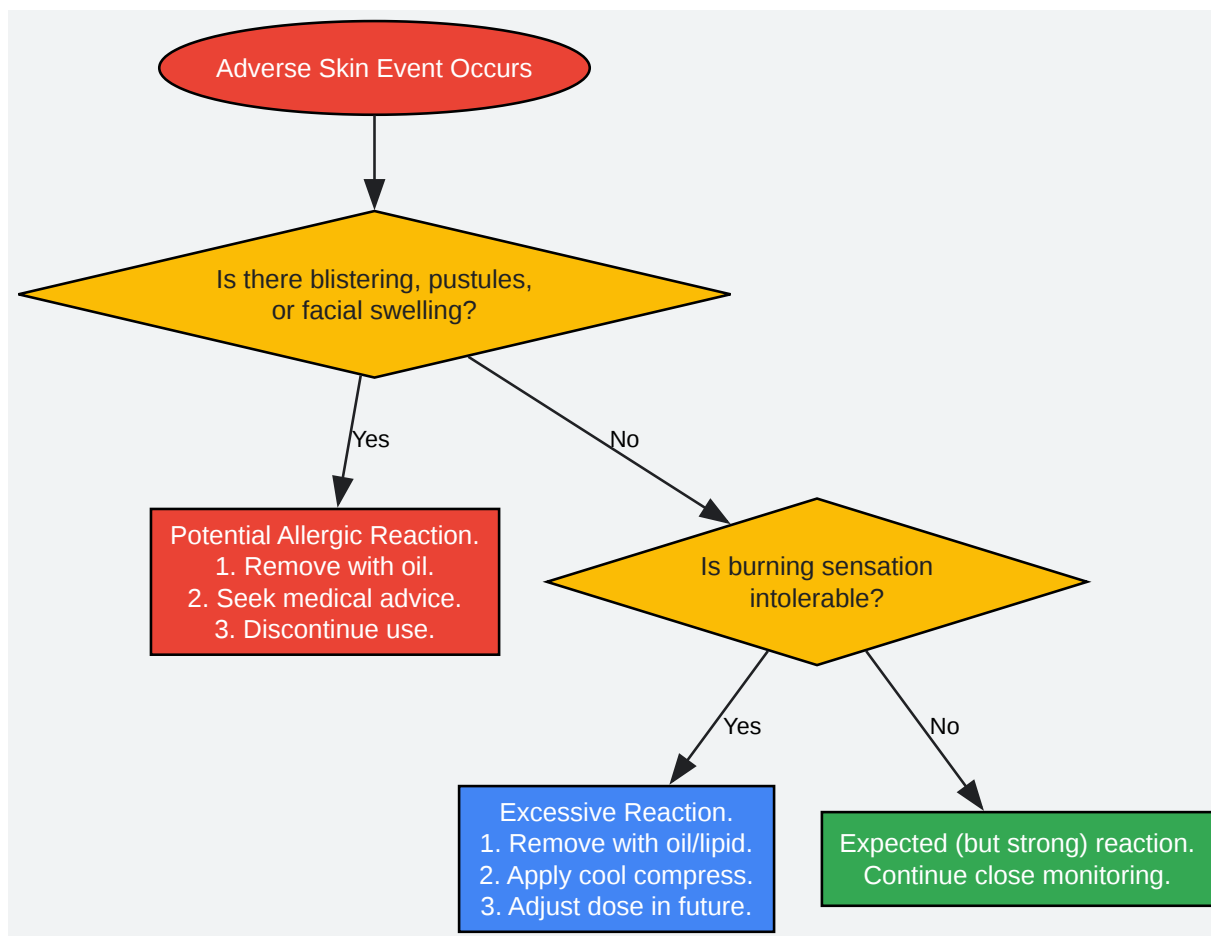 Adverse Skin Event Occurs
Is there blistering, pustules,
or facial swelling?
Yes
No
Potential Allergic Reaction.
1. Remove with oil.
2. Seek medical advice.
3. Discontinue use.
Is burning sensation
intolerable?
Yes
No
Excessive Reaction.
1. Remove with oil/lipid.
2. Apply cool compress.
3. Adjust dose in future.
Expected (but strong) reaction.
Continue close monitoring.